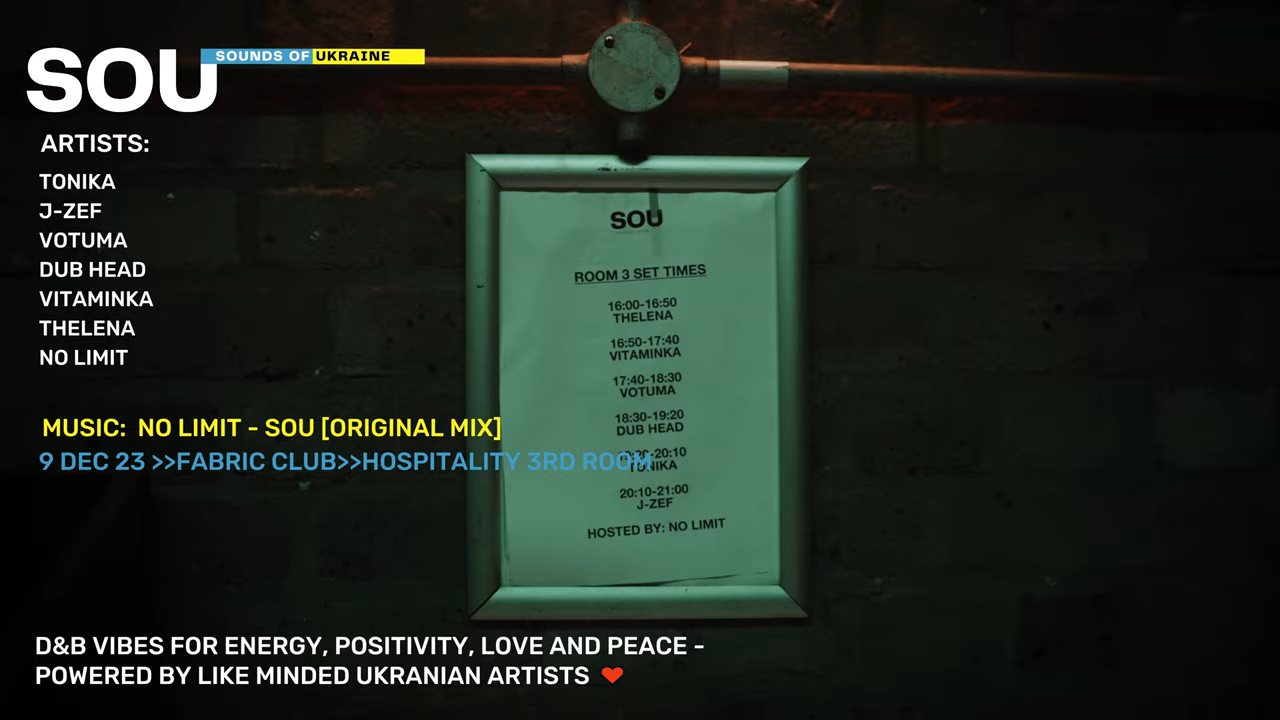 SOU
SOUNDS OF UKRAINE
ARTISTS:
TONIKA
J-ZEF
VOTUMA
DUB HEAD
VITAMINKA
THELENA
NO LIMIT
MUSIC: NO LIMIT - SOU [ORIGINAL MIX]
9 DEC 23 >>FABRIC CLUB>>HOSPITALITY 3RD ROOM
D&B VIBES FOR ENERGY, POSITIVITY, LOVE AND PEACE -
POWERED BY LIKE MINDED UKRANIAN ARTISTS ❤
SOU
ROOM 3 SET TIMES
16:00-16:50
THELENA
16:50-17:40
VITAMINKA
17:40-18:30
VOTUMA
18:30-19:20
DUB HEAD
TONIKA
20:10-21:00
J-ZEF
HOSTED BY: NO LIMIT